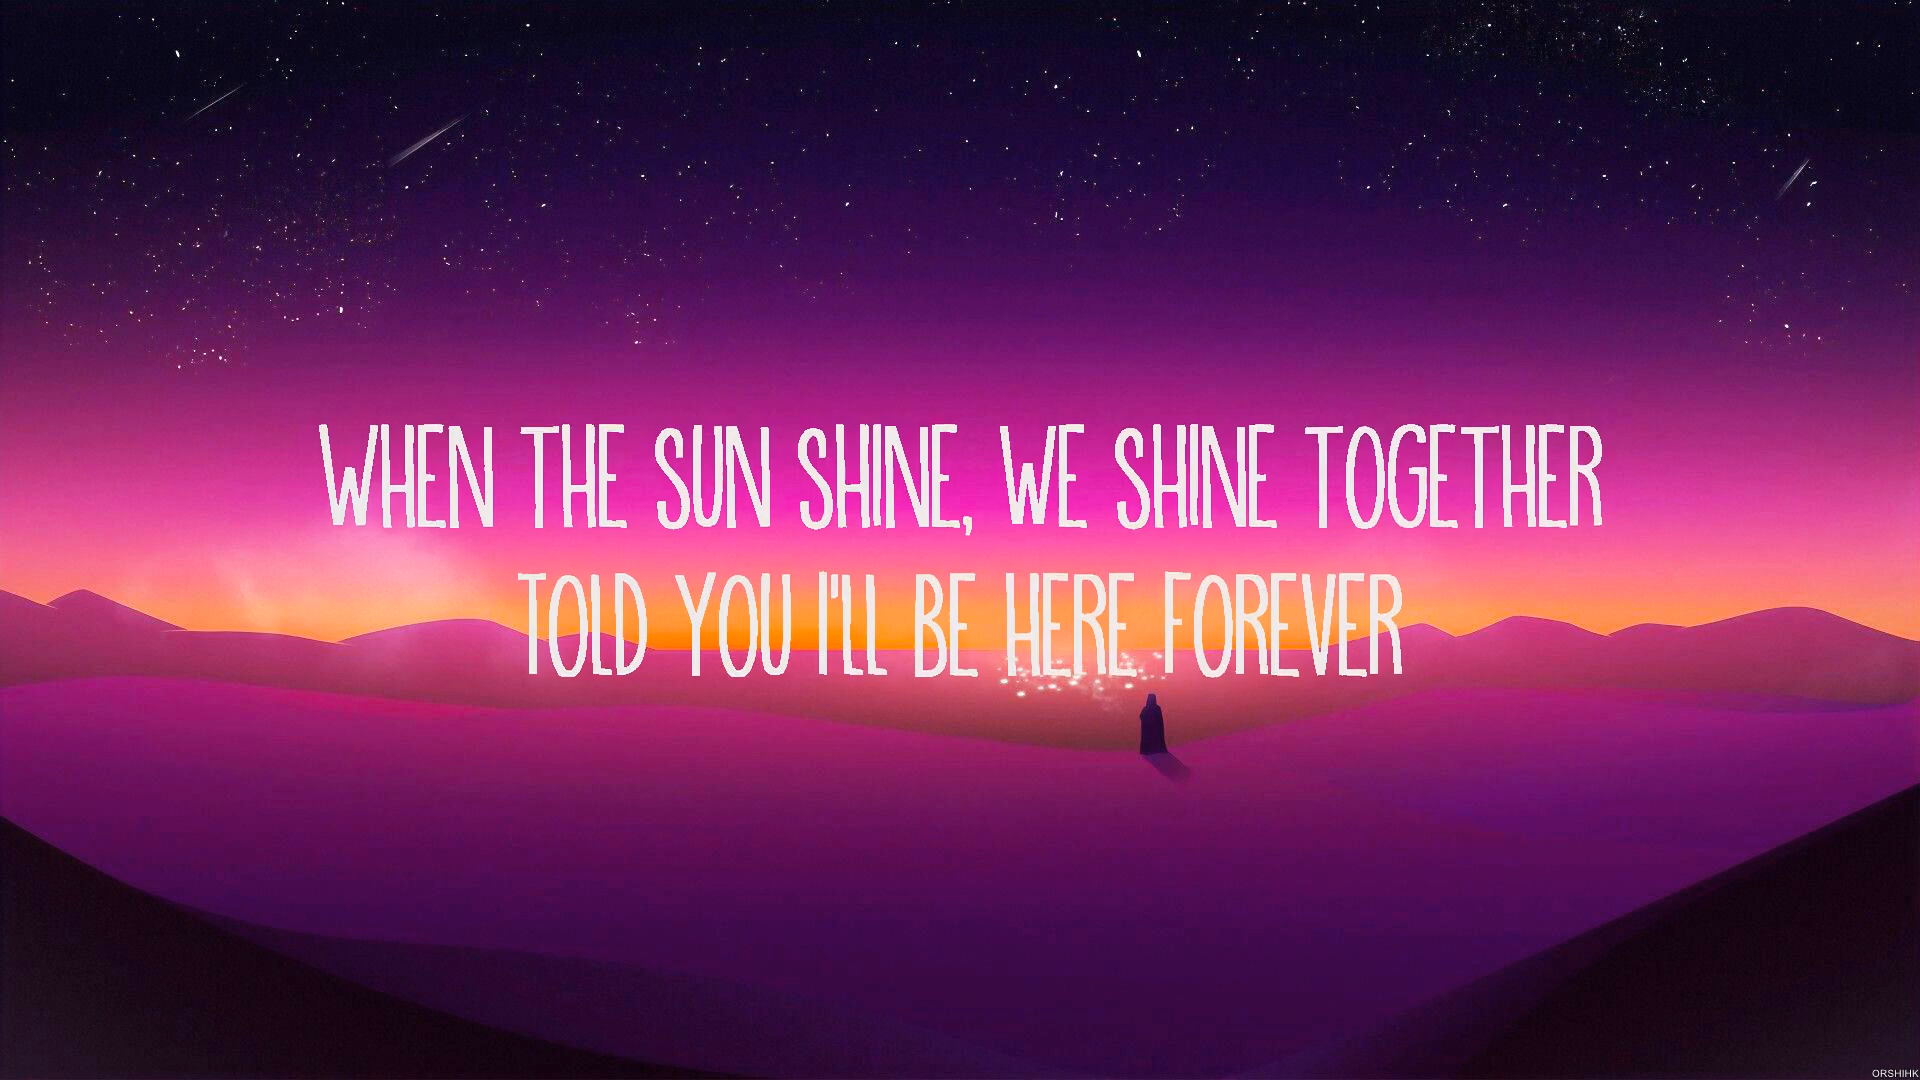 WHEN THE SUN SHINE, WE SHINE TOGETHER
TOLD YOU I'LL BE HERE FOREVER
ORSHIHK